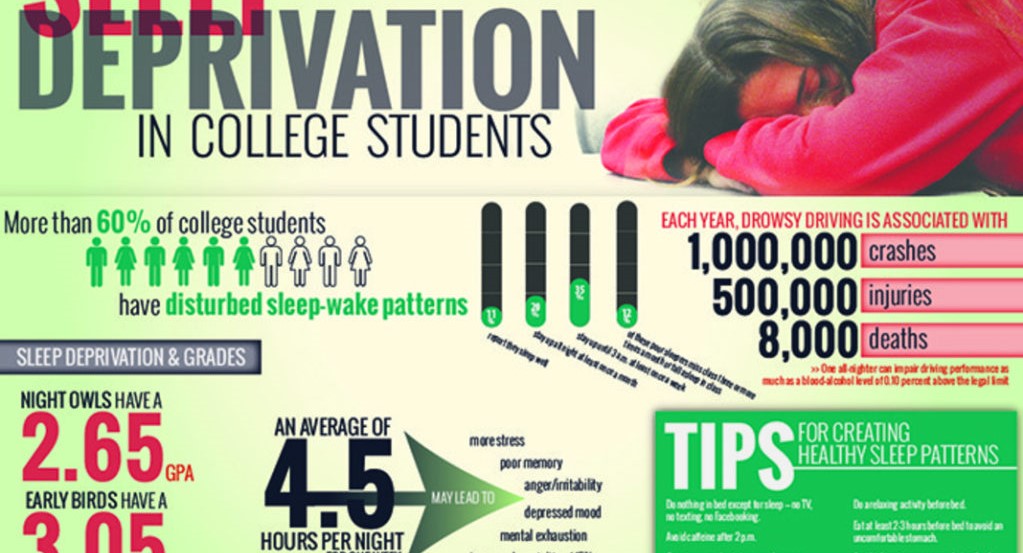 SLEEP
DEPRIVATION
IN COLLEGE STUDENTS
More than 60% of college students
have disturbed sleep-wake patterns
11
%
20
%
35
%
12
%
I report they sleep well
stay up all night at least once a month
stay up until 3 a.m. at least once a week
of these poor sleepers miss class three or more
times a month or fall asleep in class
EACH YEAR, DROWSY DRIVING IS ASSOCIATED WITH
1,000,000 crashes
500,000 injuries
8,000 deaths
>> One all-nighter can impair driving performance as
much as a blood-alcohol level of 0.10 percent above the legal limit
SLEEP DEPRIVATION & GRADES
NIGHT OWLS HAVE A
2.65 GPA
EARLY BIRDS HAVE A
3.05
AN AVERAGE OF
4.5
HOURS PER NIGHT
MAY LEAD TO
more stress
poor memory
anger/irritability
depressed mood
mental exhaustion
TIPS FOR CREATING
HEALTHY SLEEP PATTERNS
Do nothing in bed except for sleep – no TV,
no texting, no Facebooking.
Avoid caffeine after 2 p.m.
Do a relaxing activity before bed.
Eat at least 2-3 hours before bed to avoid an
uncomfortable stomach.